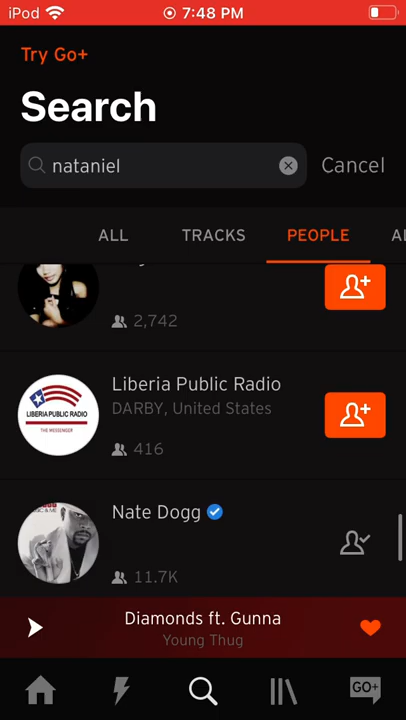 iPod 7:48 PM
Try Go+
Search
nataniel Cancel
ALL TRACKS PEOPLE
2,742
Liberia Public Radio
DARBY, United States
LIBERIA PUBLIC RADIO
THE MESSENGER
416
Nate Dogg
11.7K
Diamonds ft. Gunna
Young Thug
GO+